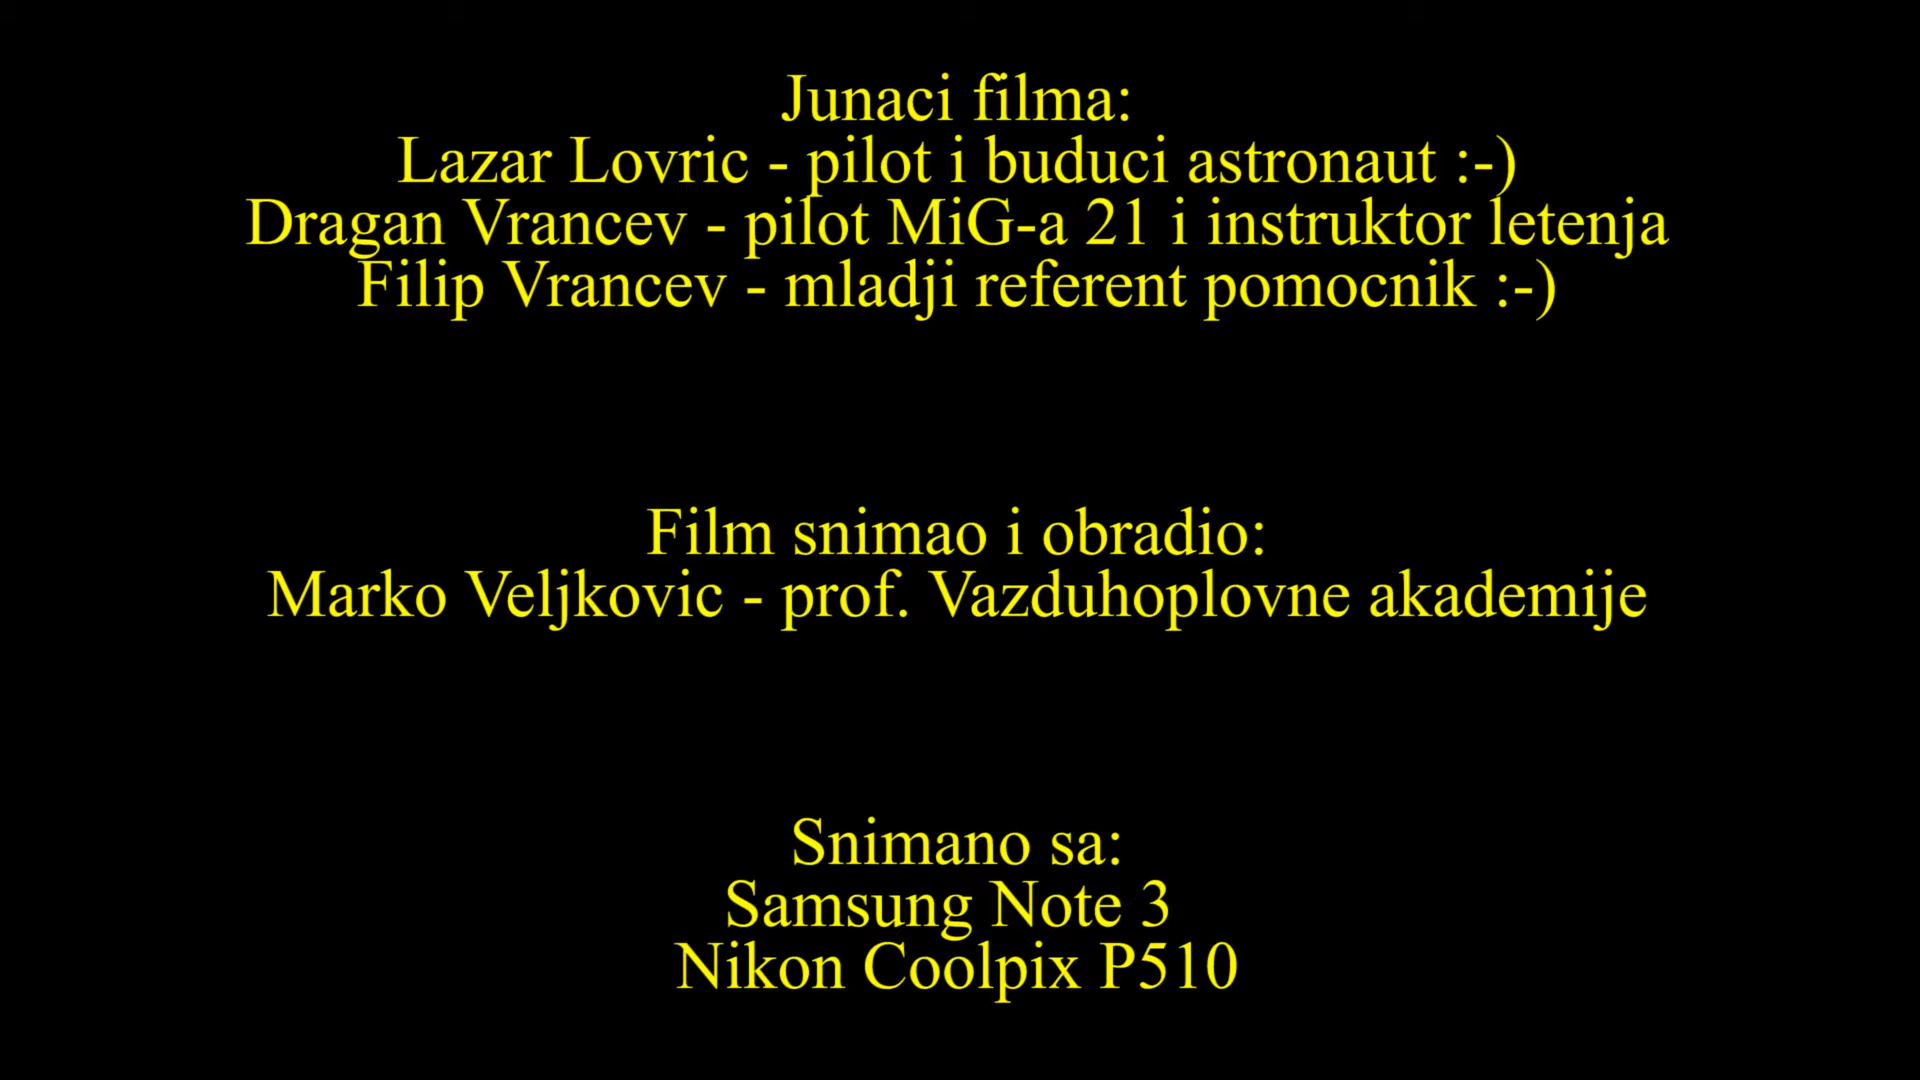 Junaci filma:
Lazar Lovric - pilot i buduci astronaut :-)
Dragan Vrancev - pilot MiG-a 21 i instruktor letenja
Filip Vrancev - mladji referent pomocnik :-)
Film snimao i obradio:
Marko Veljkovic - prof. Vazduhoplovne akademije
Snimano sa:
Samsung Note 3
Nikon Coolpix P510